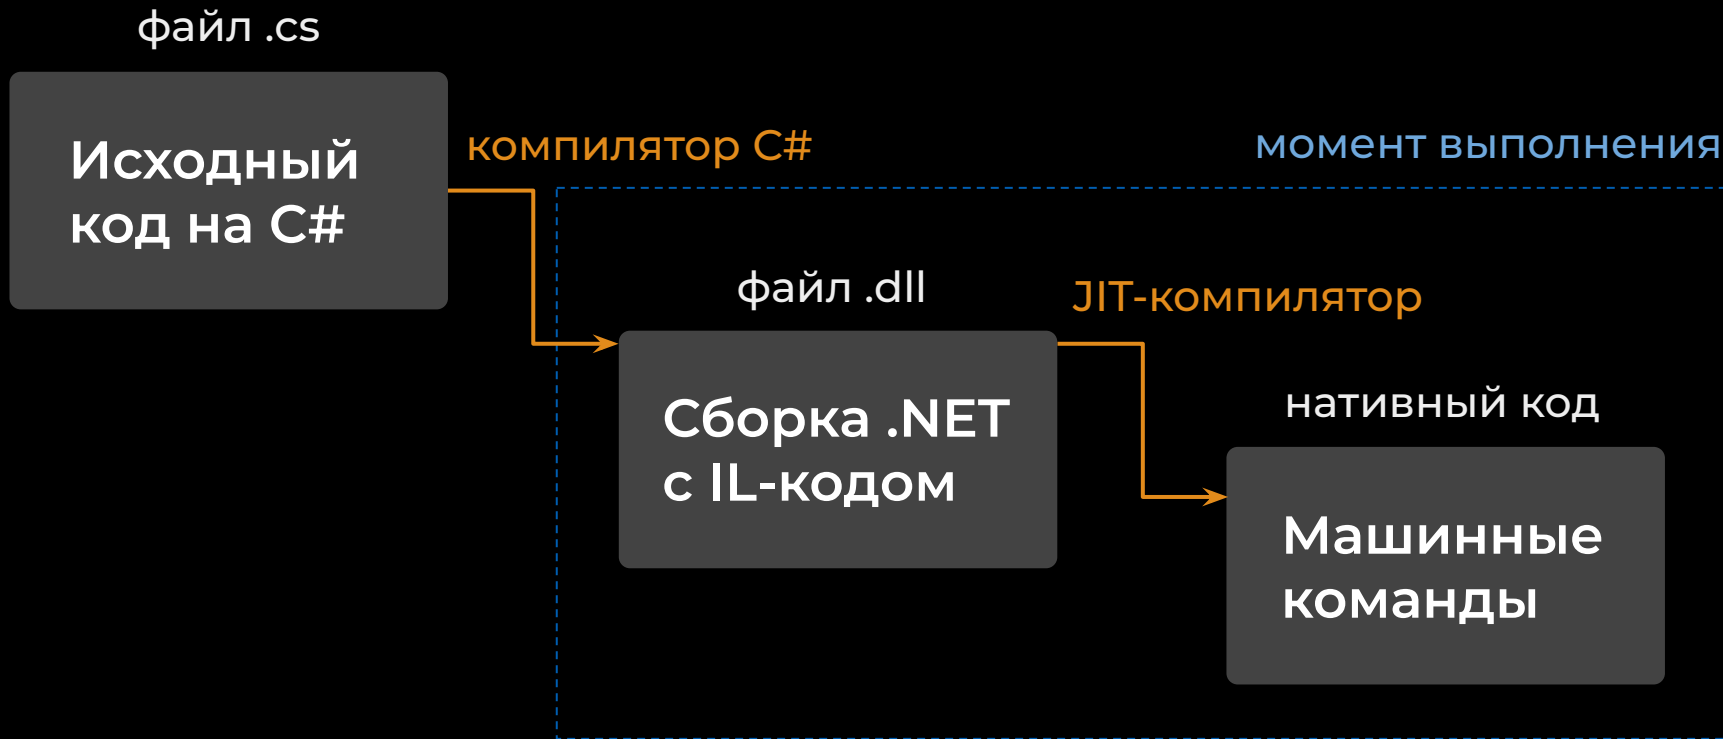 файл .cs
Исходный
код на C#
компилятор C#
момент выполнения
файл .dll
JIT-компилятор
Сборка .NET
с IL-кодом
нативный код
Машинные
команды